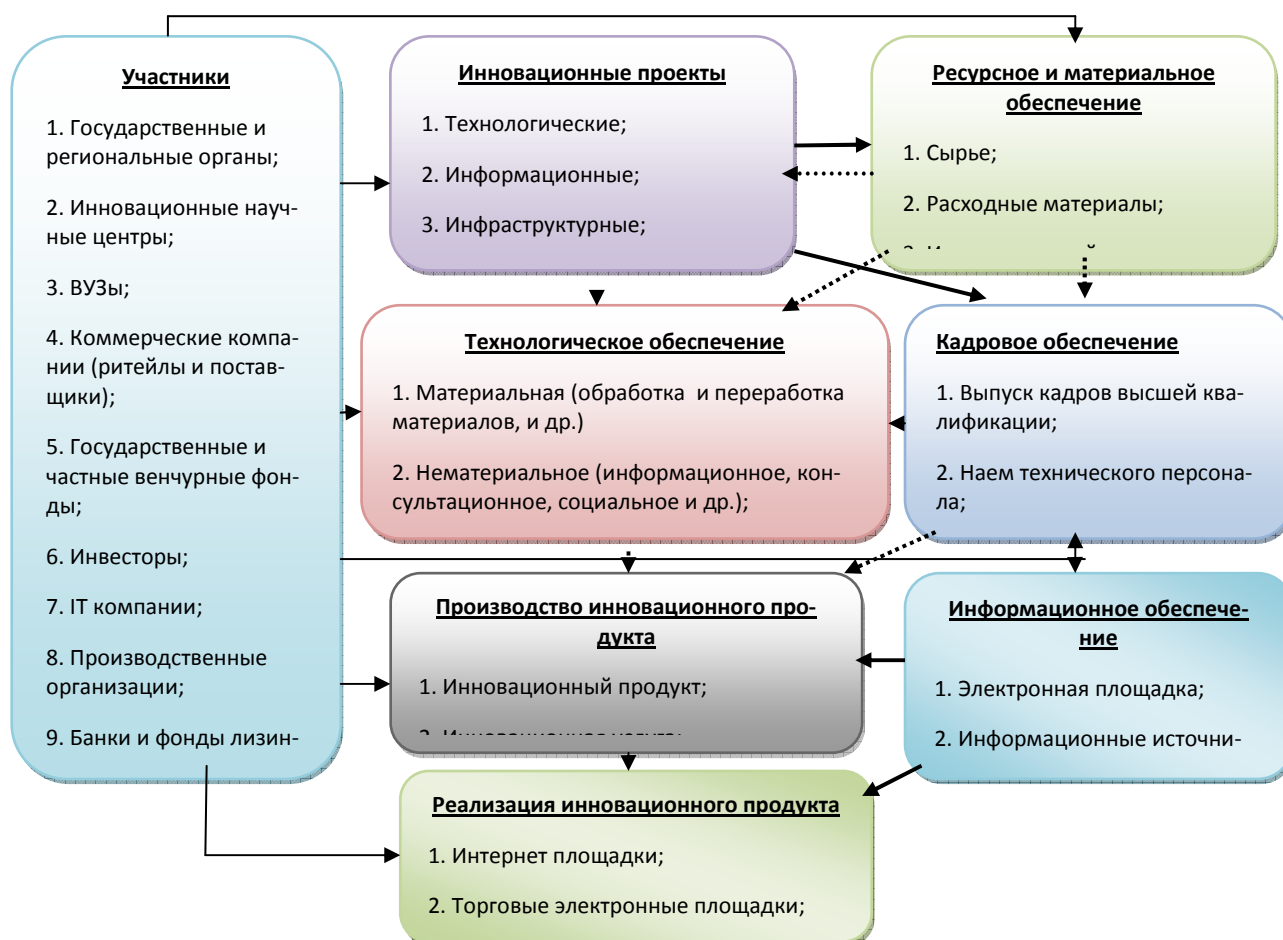 Участники
1. Государственные и
региональные органы;
2. Инновационные науч-
ные центры;
3. ВУЗы;
4. Коммерческие компа-
нии (ритейлы и постав-
щики);
5. Государственные и
частные венчурные фон-
ды;
6. Инвесторы;
7. IT компании;
8. Производственные
организации;
9. Банки и фонды лизин-
Инновационные проекты
1. Технологические;
2. Информационные;
3. Инфраструктурные;
Ресурсное и материальное
обеспечение
1. Сырье;
2. Расходные материалы;
Технологическое обеспечение
1. Материальная (обработка и переработка
материалов, и др.)
2. Нематериальное (информационное, кон-
сультационное, социальное и др.);
Кадровое обеспечение
1. Выпуск кадров высшей ква-
лификации;
2. Наем технического персона-
ла;
Производство инновационного про-
дукта
1. Инновационный продукт;
Информационное обеспече-
ние
1. Электронная площадка;
2. Информационные источни-
Реализация инновационного продукта
1. Интернет площадки;
2. Торговые электронные площадки;